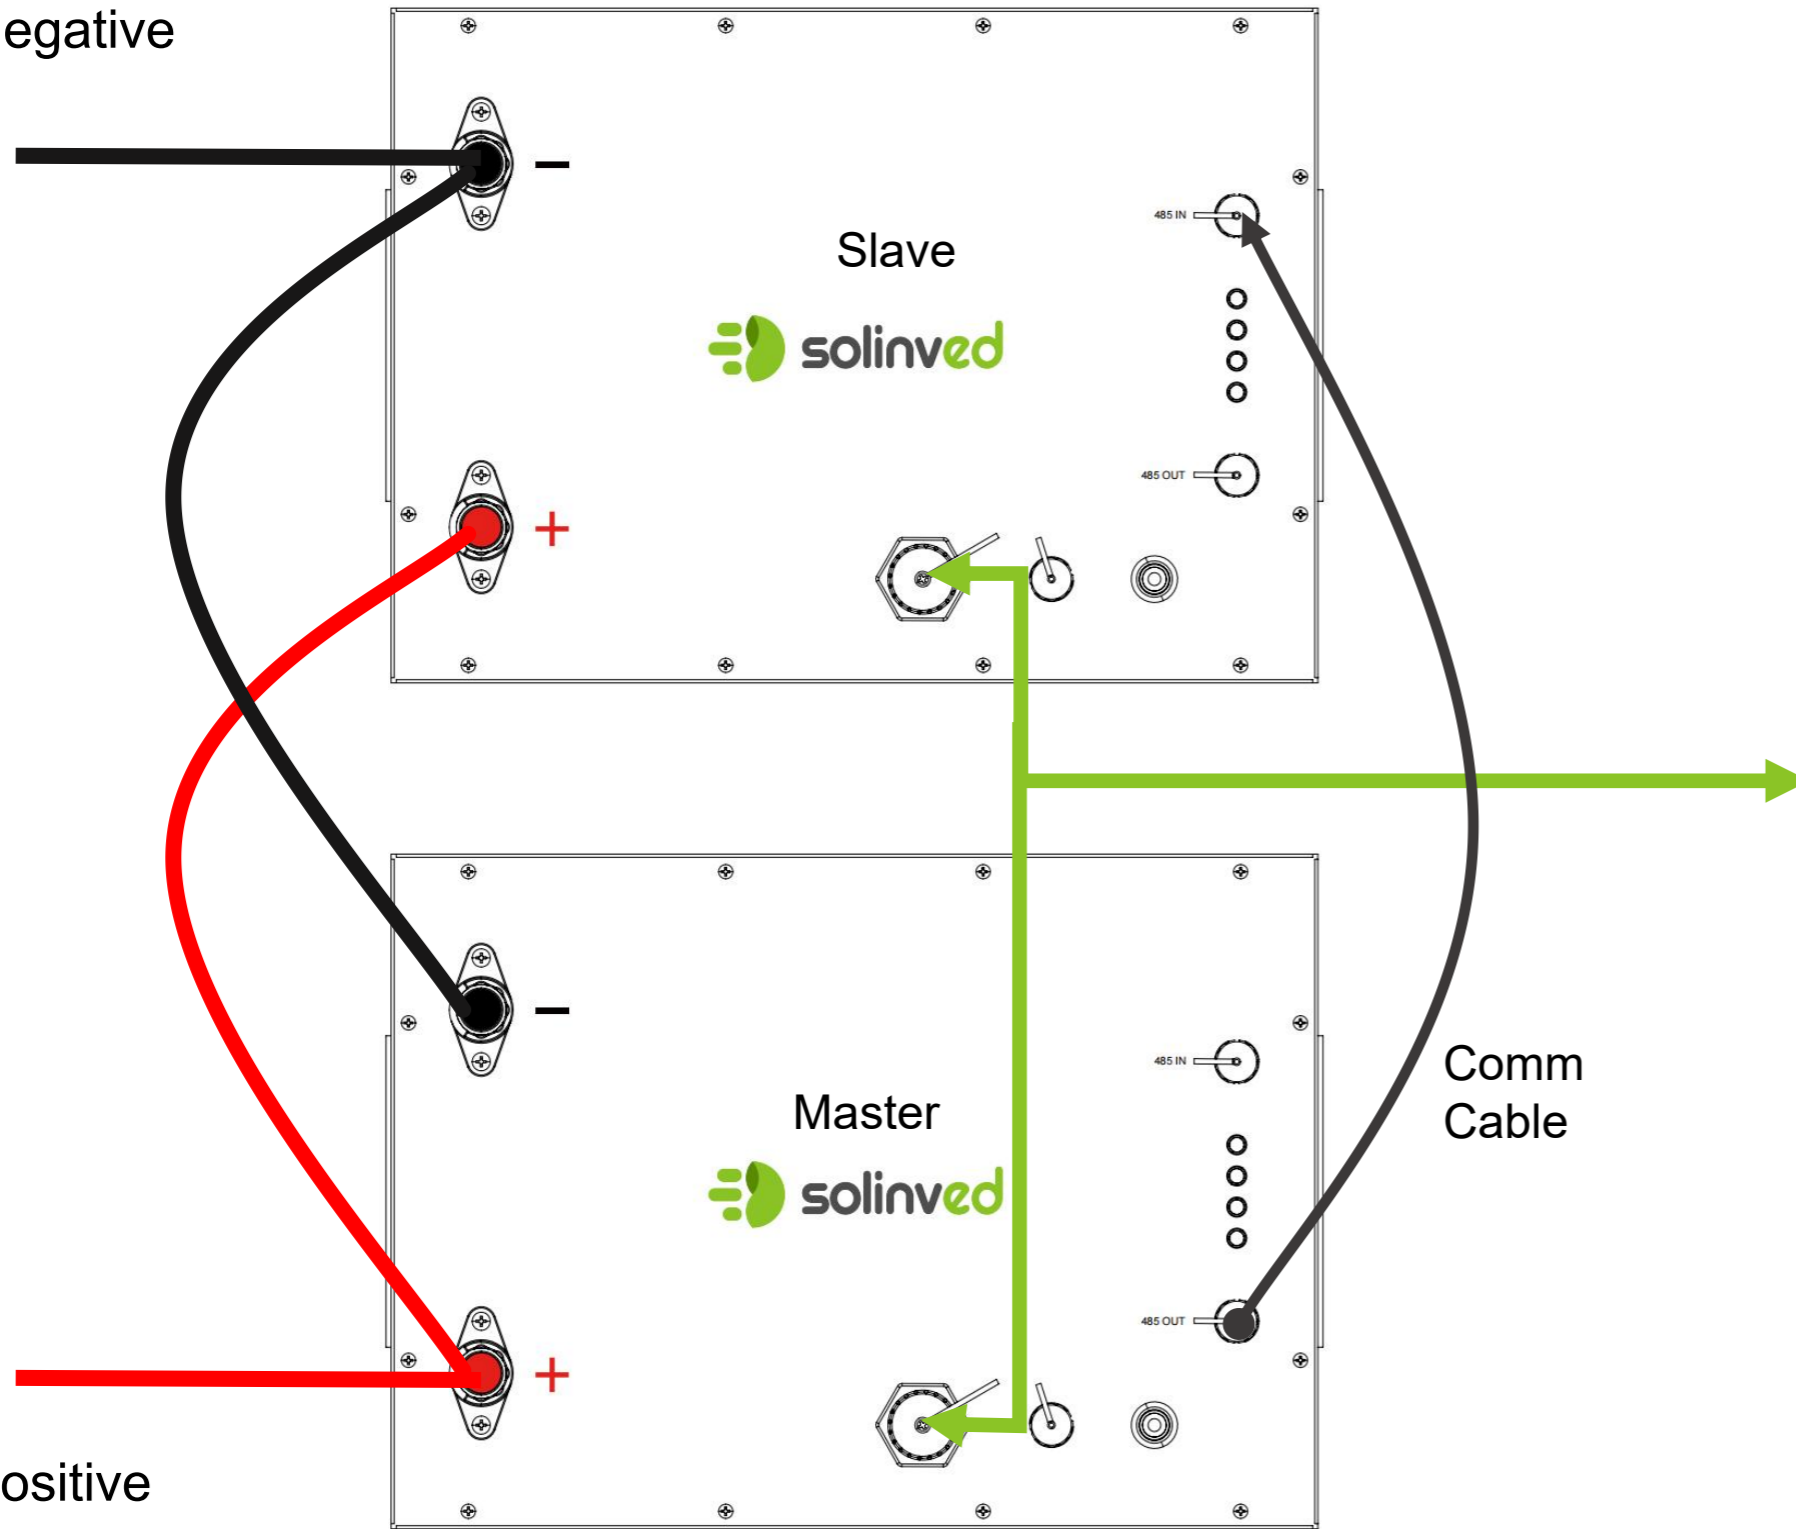 egative
−
485 IN
Slave
solinved
485 OUT
+
−
485 IN
Comm
Cable
Master
solinved
485 OUT
+
ositive